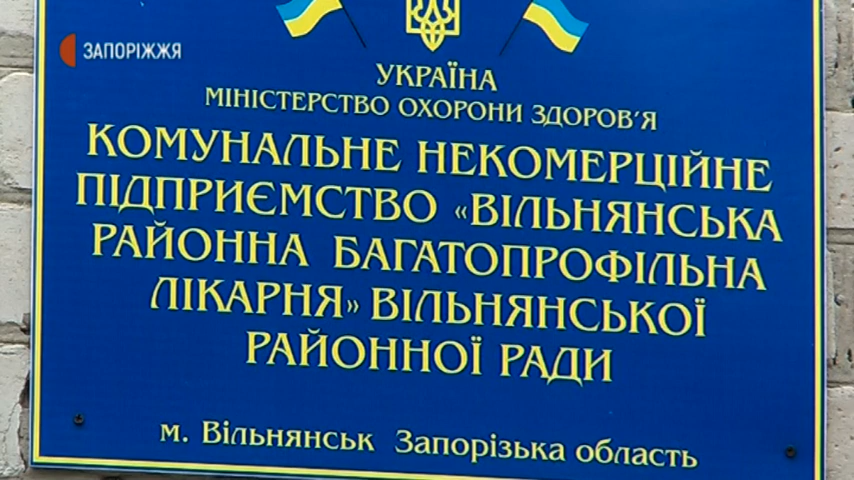 ЗАПОРІЖЖЯ
УКРАЇНА
МІНІСТЕРСТВО ОХОРОНИ ЗДОРОВ'Я
КОМУНАЛЬНЕ НЕКОМЕРЦІЙНЕ
ПІДПРИЄМСТВО «ВІЛЬНЯНСЬКА
РАЙОННА БАГАТОПРОФІЛЬНА
ЛІКАРНЯ» ВІЛЬНЯНСЬКОЇ
РАЙОННОЇ РАДИ
м. Вільнянськ Запорізька область